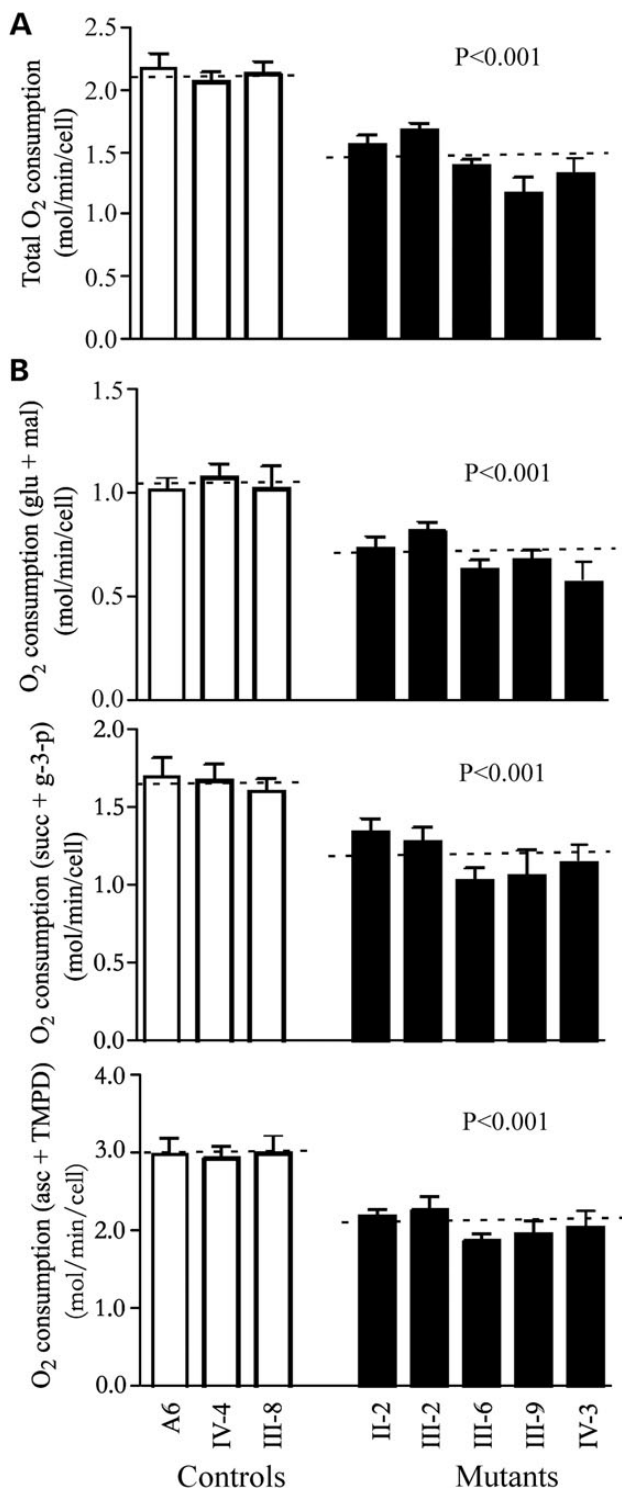 A
Total O2 consumption
(mol/min/cell)
2.5
2.0
1.5
1.0
0.5
0.0
P<0.001
B
O2 consumption (glu + mal)
(mol/min/cell)
1.5
1.0
0.5
0.0
P<0.001
O2 consumption (succ + g-3-p)
(mol/min/cell)
2.0
1.5
1.0
0.5
0.0
P<0.001
O2 consumption (asc + TMPD)
(mol/min/cell)
4.0
3.0
2.0
1.0
0.0
P<0.001
A6
IV-4
III-8
II-2
III-2
III-6
III-9
IV-3
Controls
Mutants